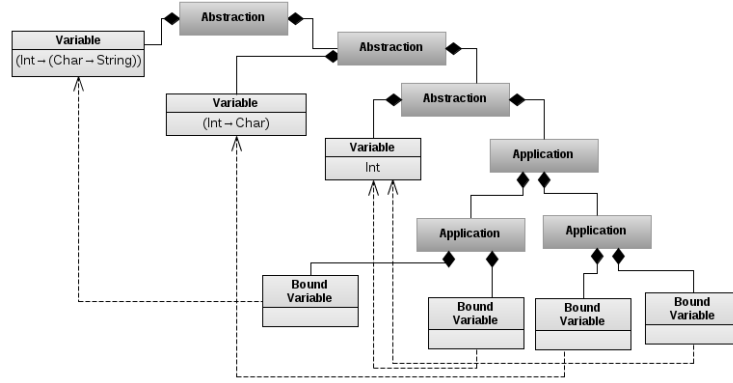 Abstraction
Variable
(Int→(Char→String))
Abstraction
Abstraction
Variable
(Int→Char)
Variable
Int
Application
Application
Application
Bound
Variable
Bound
Variable
Bound
Variable
Bound
Variable